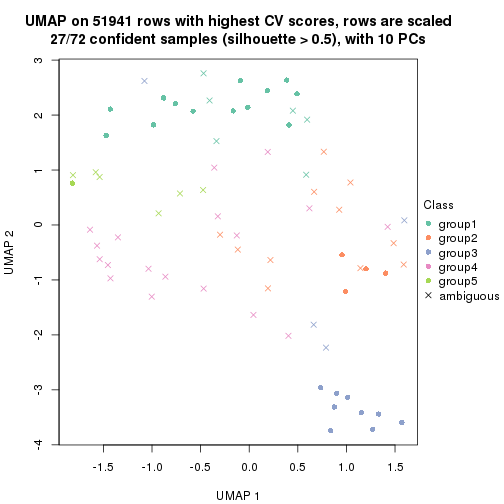 UMAP on 51941 rows with highest CV scores, rows are scaled
27/72 confident samples (silhouette > 0.5), with 10 PCs
3
2
1
0
-1
-2
-3
-4
UMAP 2
-1.5 -1.0 -0.5 0.0 0.5 1.0 1.5
UMAP 1
Class
group1
group2
group3
group4
group5
ambiguous